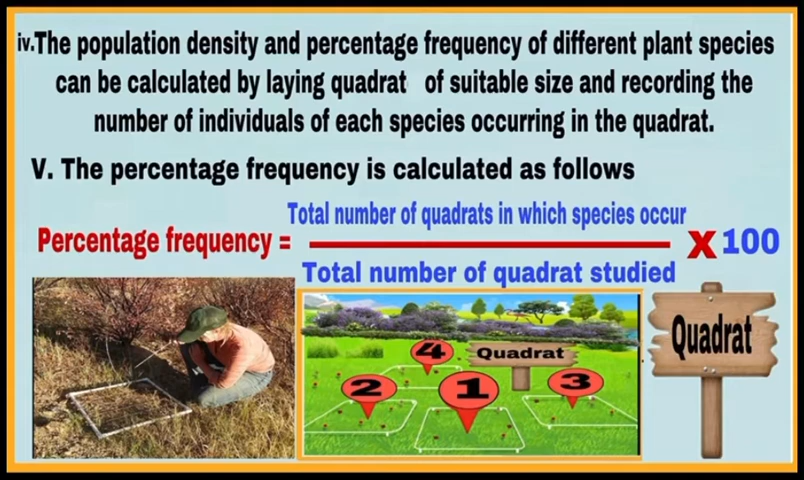 iv.The population density and percentage frequency of different plant species
can be calculated by laying quadrat of suitable size and recording the
number of individuals of each species occurring in the quadrat.
V. The percentage frequency is calculated as follows
Total number of quadrats in which species occur
Percentage frequency = X 100
Total number of quadrat studied
4 Quadrat
2 1 3
Quadrat